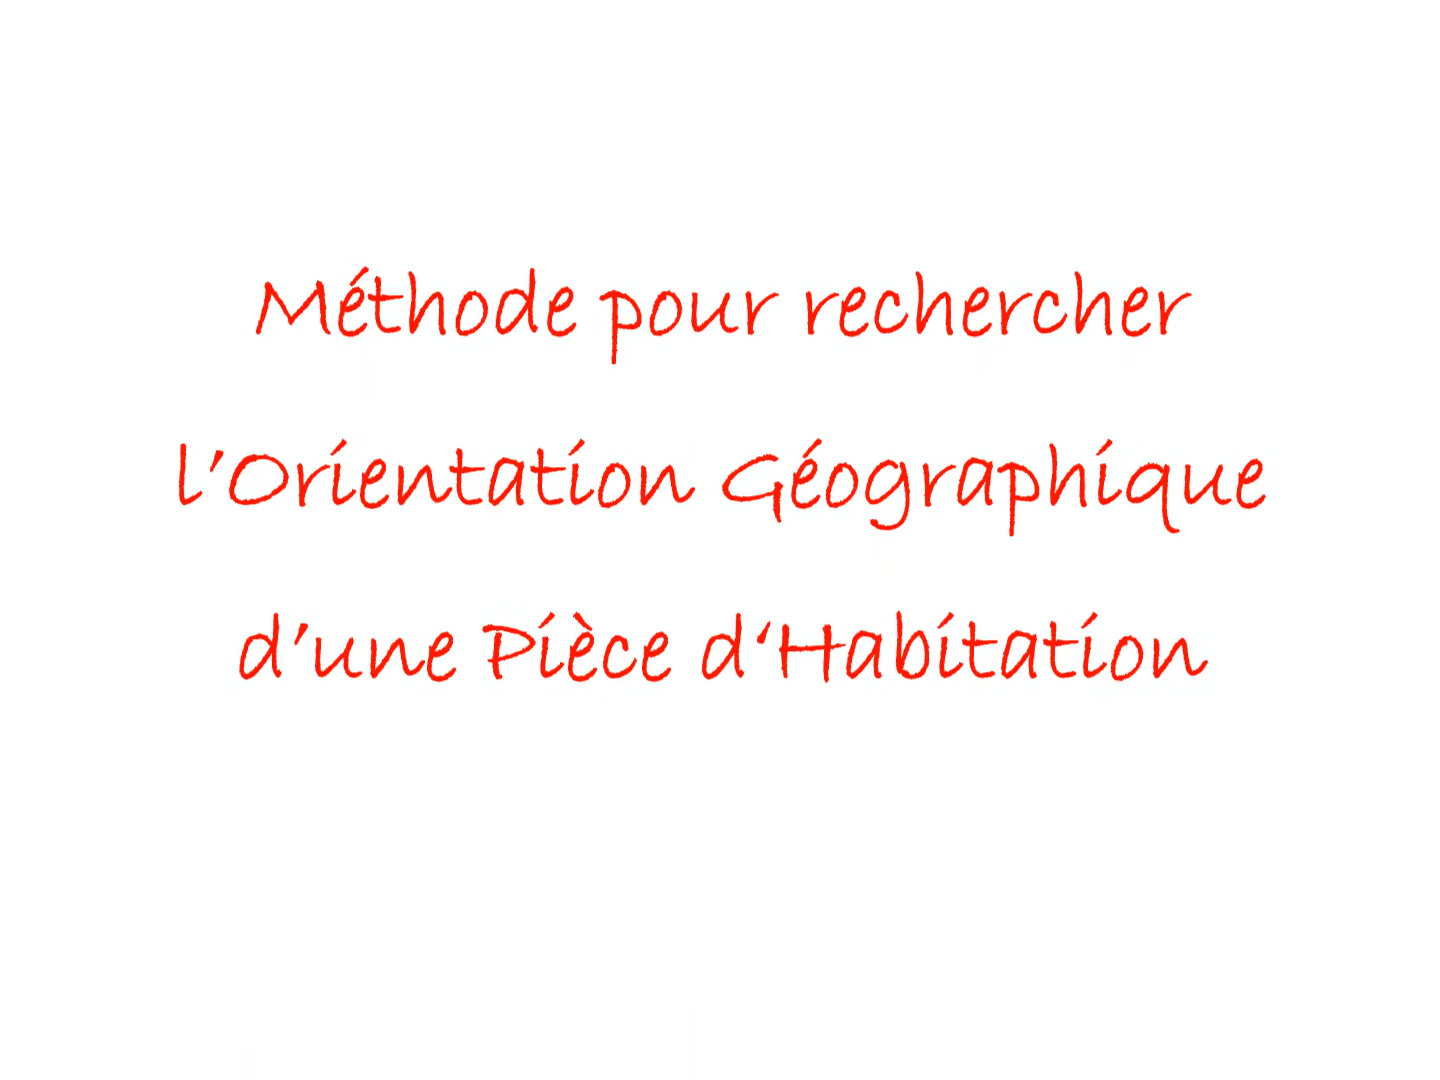 Méthode pour rechercher
l’Orientation Géographique
d’une Pièce d‘Habitation